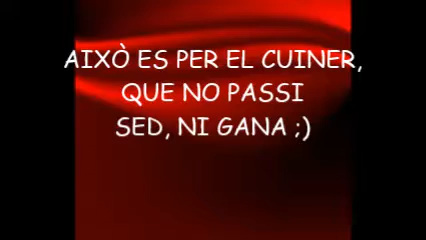 AIXÒ ES PER EL CUINER,
QUE NO PASSI
SED, NI GANA ;)